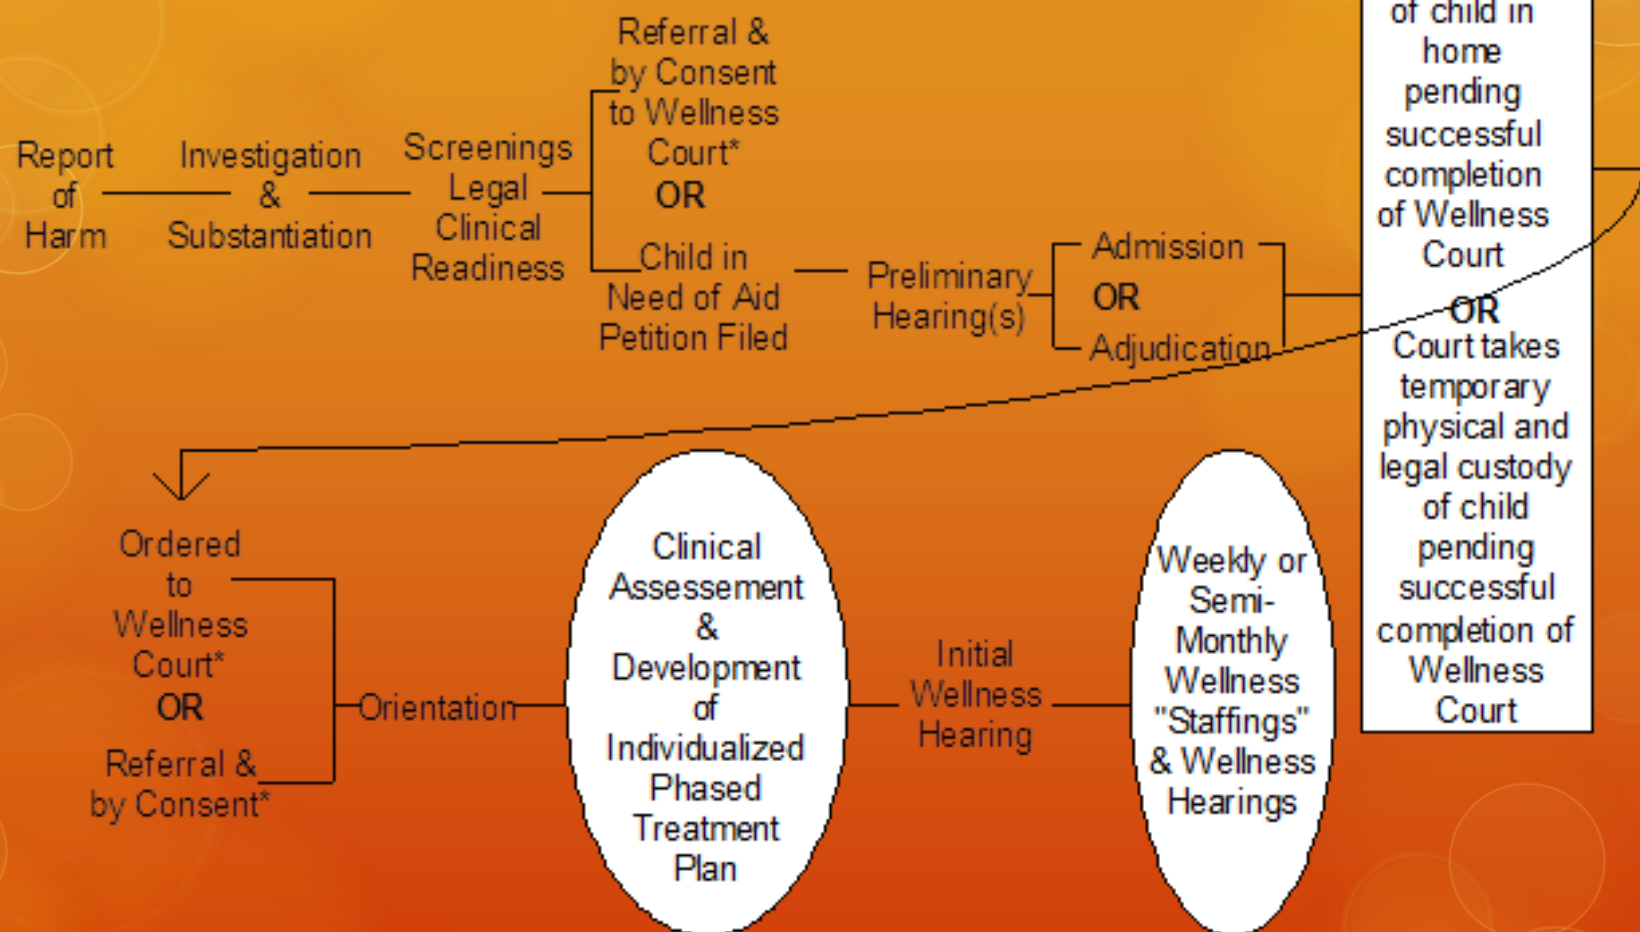 Report
of
Harm
Investigation
&
Substantiation
Screenings
Legal
Clinical
Readiness
Referral &
by Consent
to Wellness
Court*
OR
Child in
Need of Aid
Petition Filed
Preliminary
Hearing(s)
Admission
OR
Adjudication
of child in
home
pending
successful
completion
of Wellness
Court
OR
Court takes
temporary
physical and
legal custody
of child
pending
successful
completion of
Wellness
Court
Ordered
to
Wellness
Court*
OR
Referral &
by Consent*
Orientation
Clinical
Assessement
&
Development
of
Individualized
Phased
Treatment
Plan
Initial
Wellness
Hearing
Weekly or
Semi-
Monthly
Wellness
"Staffings"
& Wellness
Hearings